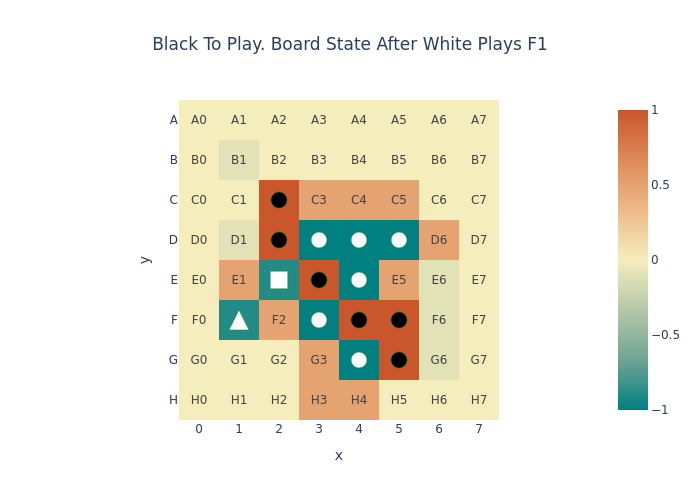 Black To Play. Board State After White Plays F1
A A0 A1 A2 A3 A4 A5 A6 A7 1
B B0 B1 B2 B3 B4 B5 B6 B7
C C0 C1 C3 C4 C5 C6 C7 0.5
D D0 D1 D6 D7
y 0
E E0 E1 E5 E6 E7
F F0 F2 F6 F7 −0.5
G G0 G1 G2 G3 G6 G7
H H0 H1 H2 H3 H4 H5 H6 H7 −1
0 1 2 3 4 5 6 7
x